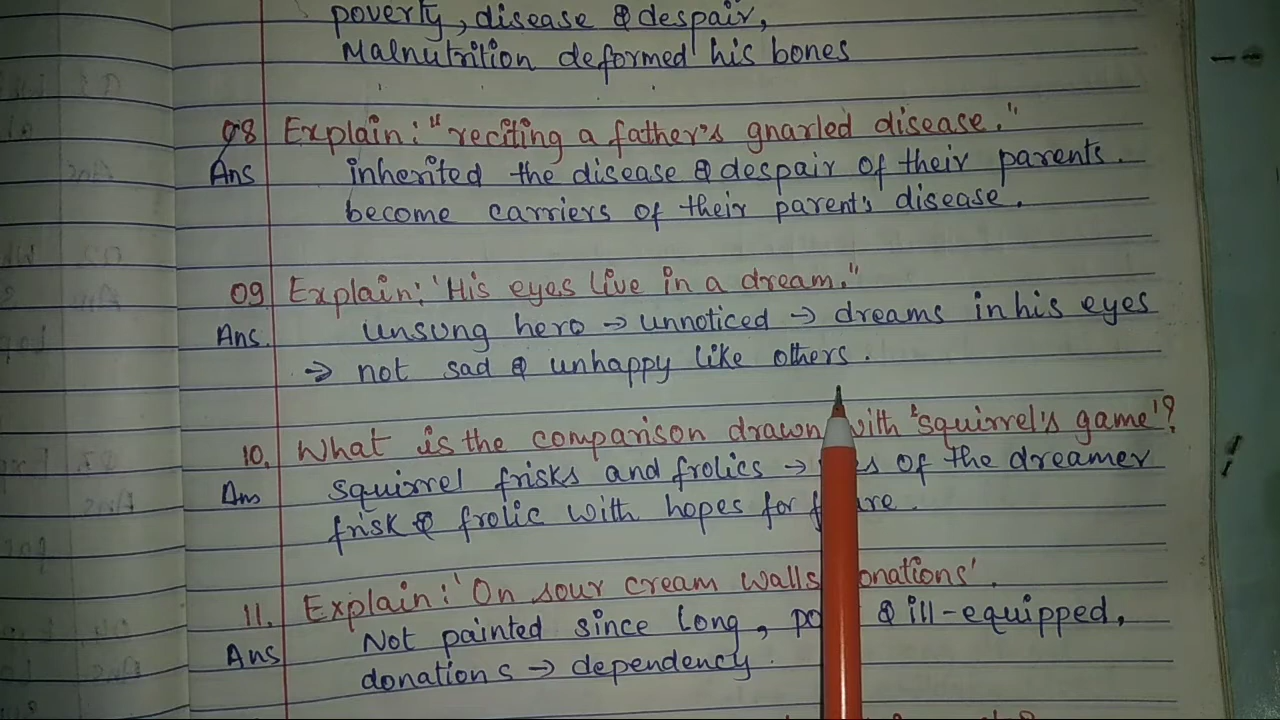 poverty, disease & despair,
Malnutrition deformed his bones
08 Explain: "reciting a father's gnarled disease."
Ans inherited the disease & despair of their parents.
become carriers of their parent's disease.
09 Explain: 'His eyes live in a dream."
Ans. unsung hero → unnoticed → dreams in his eyes
→ not sad & unhappy like others.
10. What is the comparison drawn with 'squirrel's game'?
Ans squirrel frisks and frolics → of the dreamer
frisk & frolic with hopes for
11. Explain: 'On sour cream walls
Ans Not painted since long, & ill-equipped,
donations → dependency.